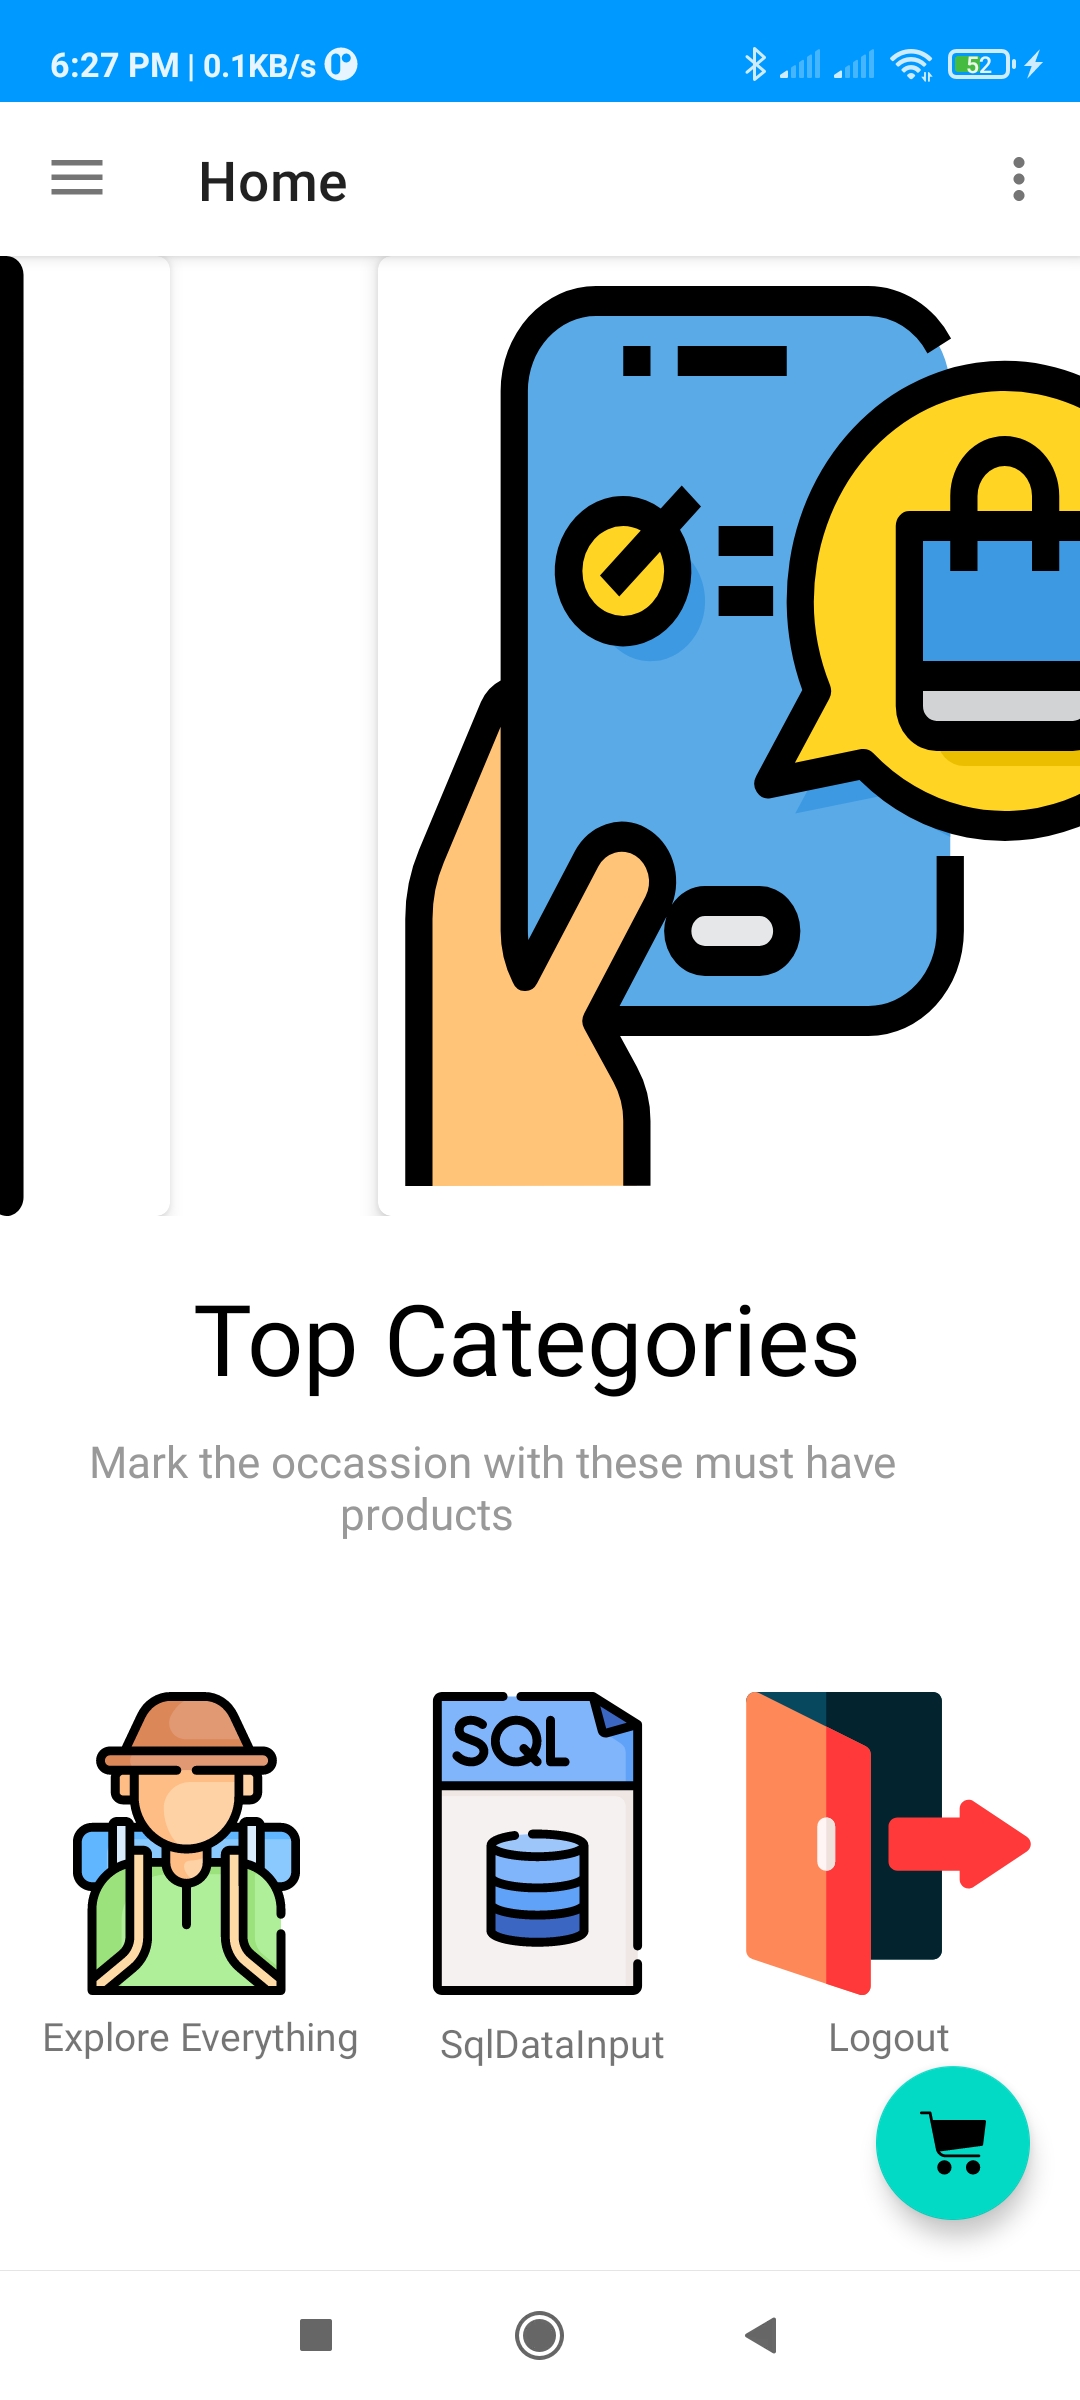 6:27 PM | 0.1KB/s
52
Home
Top Categories
Mark the occassion with these must have
products
SQL
Explore Everything
SqlDataInput
Logout